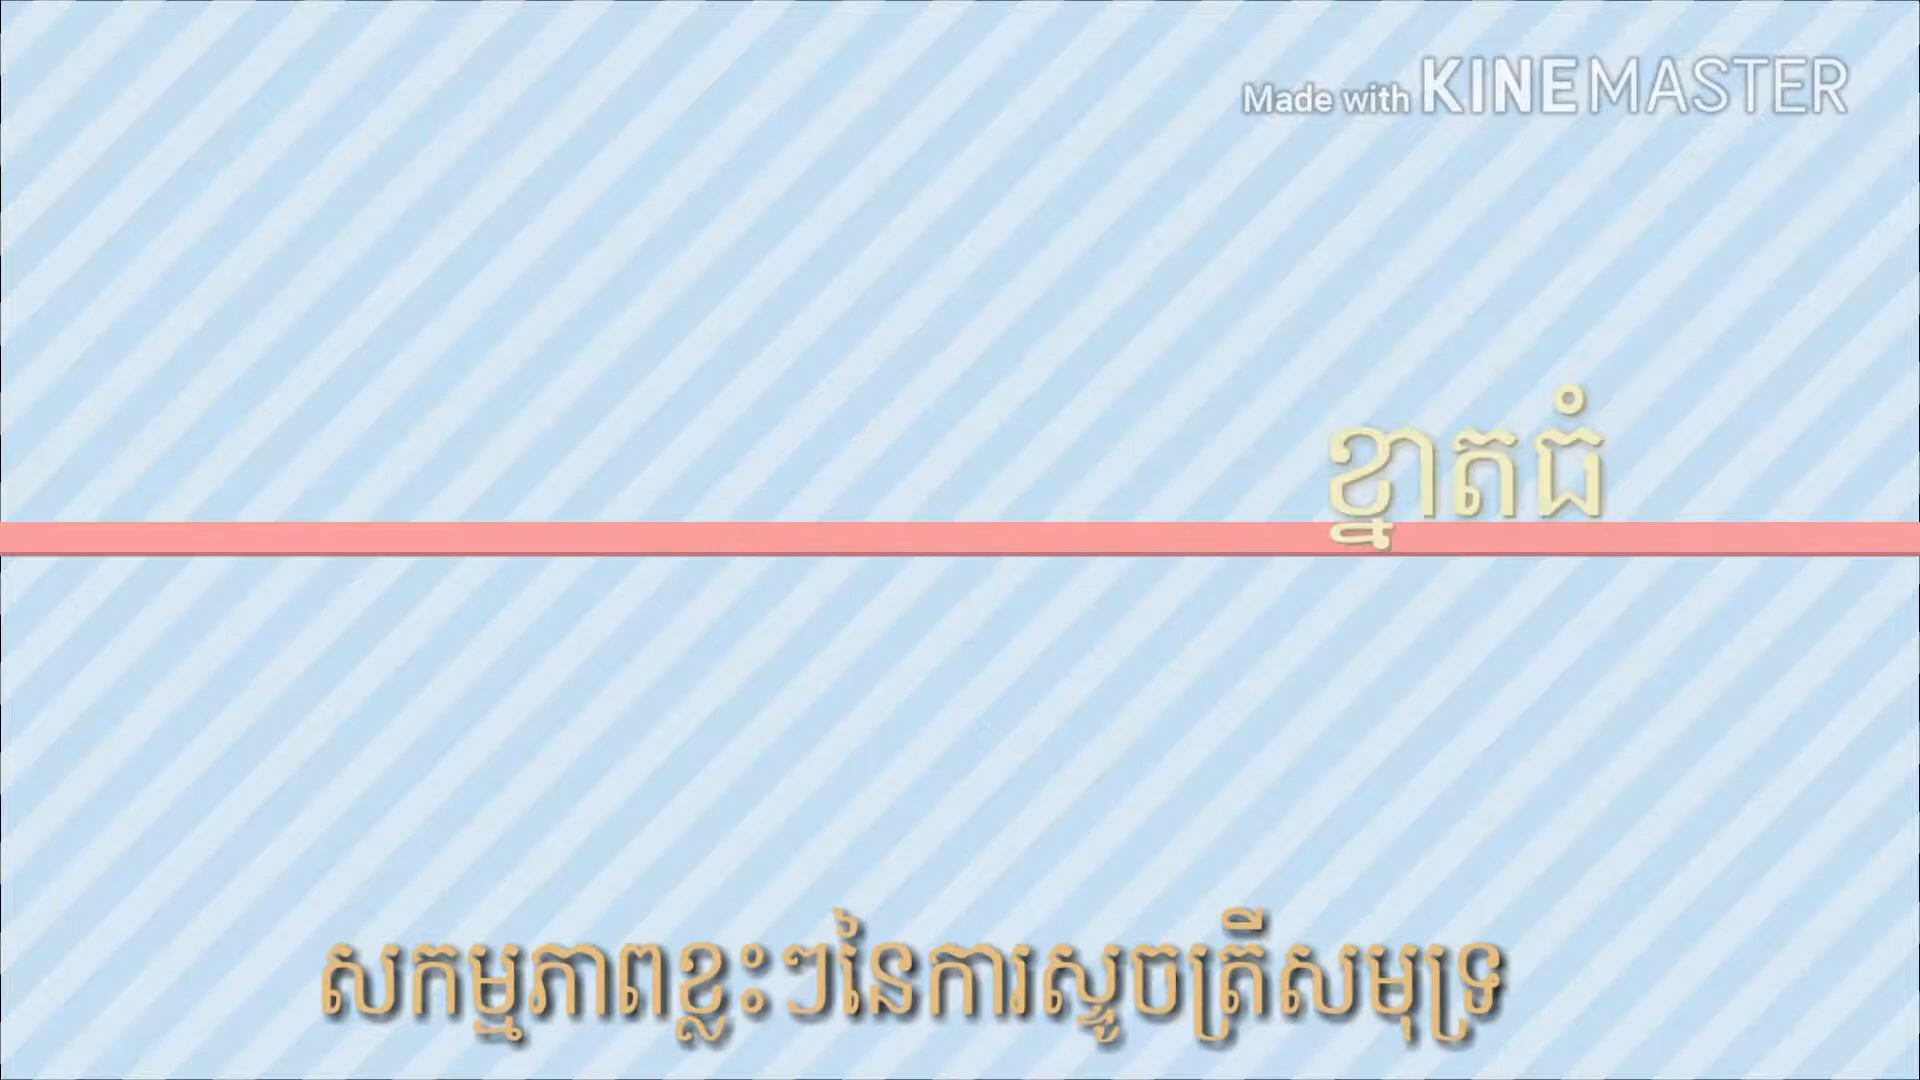 Made with KINEMASTER
ខ្នាតធំ
សកម្មភាពខ្លះៗនៃការស្ទូចត្រីសមុទ្រ